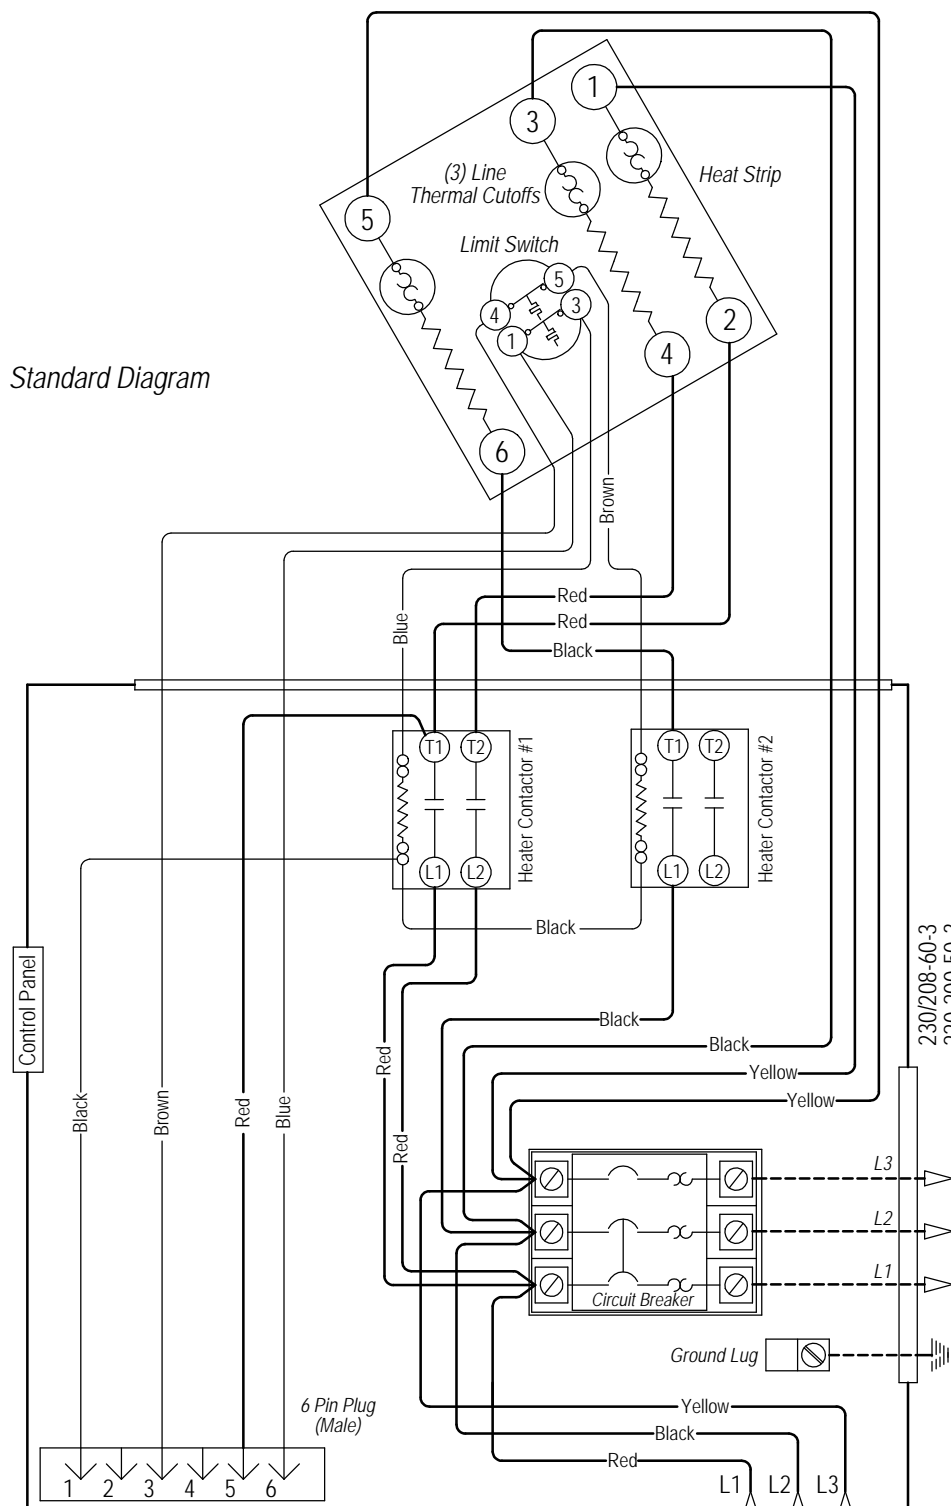 1
3
(3) Line
Thermal Cutoffs
Heat Strip
5
Limit Switch
5
3
4
1
2
4
Standard Diagram
6
Brown
Red
Red
Blue
Black
T1
T2
Heater Contactor #1
L1
L2
T1
T2
Heater Contactor #2
L1
L2
Black
Control Panel
230/208-60-3
Black
Red
Black
Yellow
Yellow
Black
Brown
Red
Blue
Red
L3
L2
L1
Circuit Breaker
Ground Lug
6 Pin Plug
(Male)
Yellow
Black
Red
1 2 3 4 5 6
L1 L2 L3